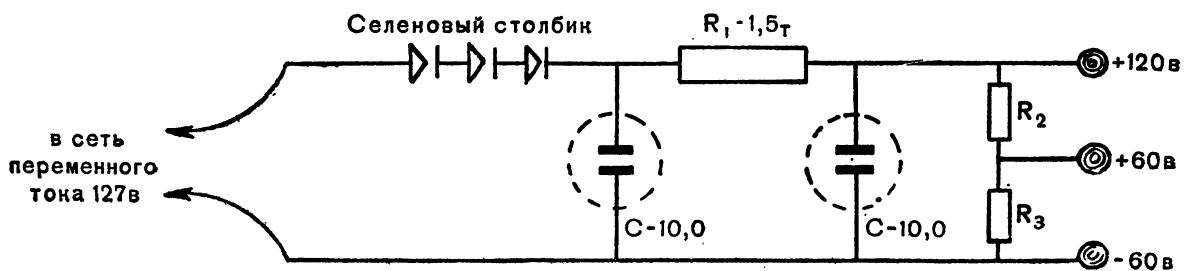 Селеновый столбик
R₁-1,5т
+120в
R₂
в сеть
переменного
тока 127в
+60в
R₃
C-10,0
C-10,0
-60в